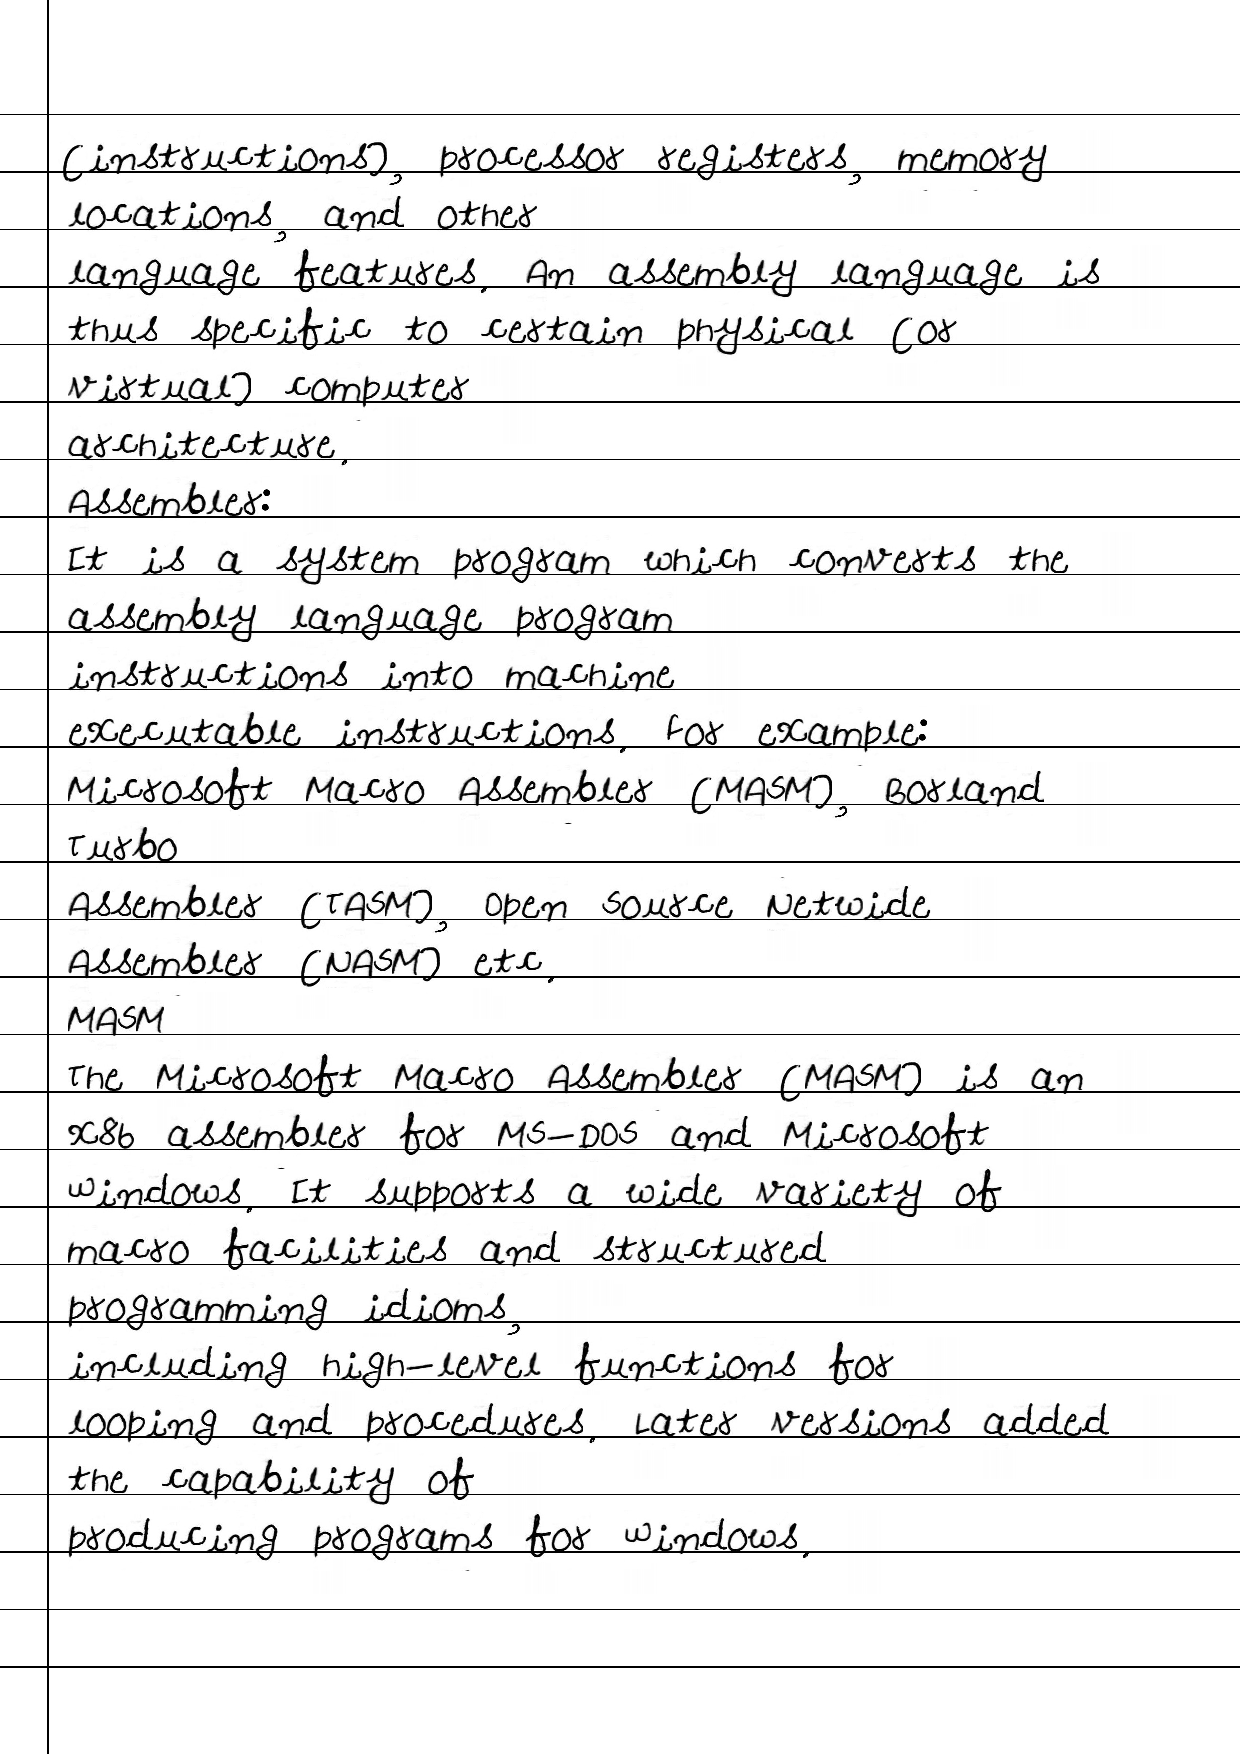 (instructions), processor registers, memory
locations, and other
language features. An assembly language is
thus specific to certain physical (or
virtual) computer
architecture.
Assembler:
It is a system program which converts the
assembly language program
instructions into machine
executable instructions. For example:
Microsoft Macro Assembler (MASM), Borland
Turbo
Assembler (TASM), Open Source Netwide
Assembler (NASM) etc.
MASM
The Microsoft Macro Assembler (MASM) is an
x86 assembler for MS-DOS and Microsoft
Windows. It supports a wide variety of
macro facilities and structured
programming idioms,
including high-level functions for
looping and procedures. Later versions added
the capability of
producing programs for Windows.